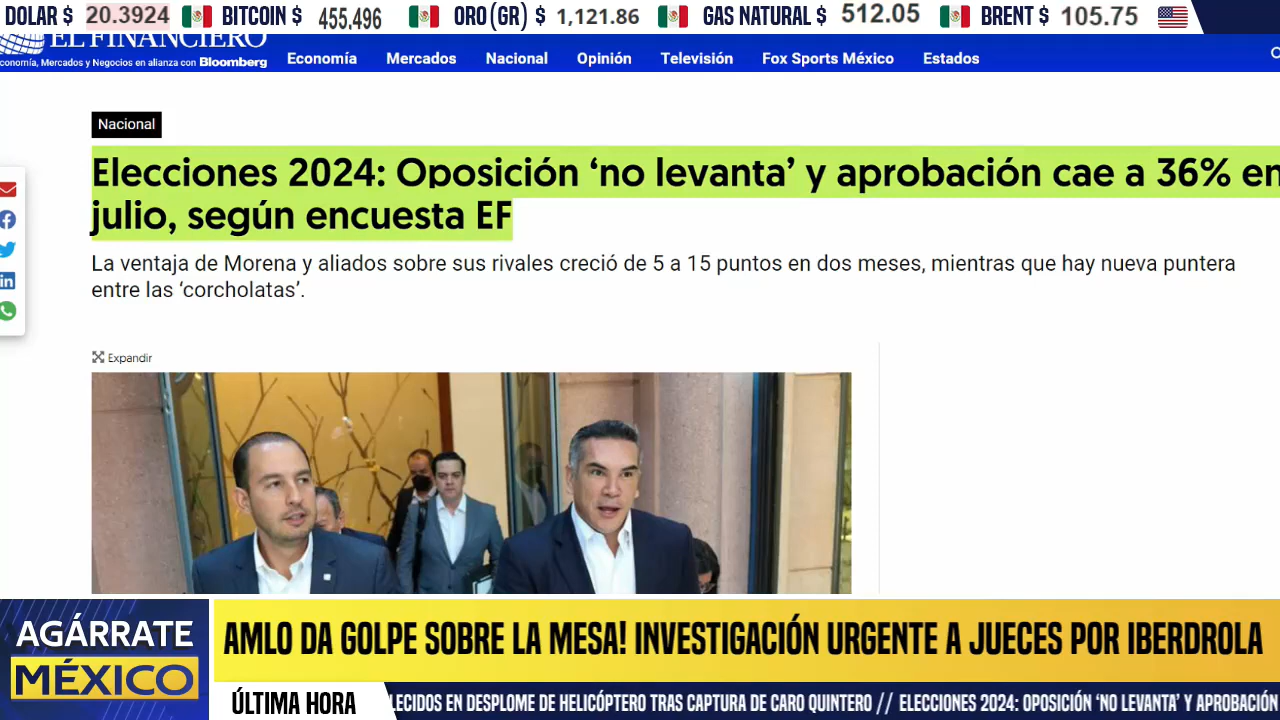 DOLAR $ 20.3924 BITCOIN $ 455,496 ORO(GR) $ 1,121.86 GAS NATURAL $ 512.05 BRENT $ 105.75
EL FINANCIERO
conomía, Mercados y Negocios en alianza con Bloomberg
Economía Mercados Nacional Opinión Televisión Fox Sports México Estados
Nacional
Elecciones 2024: Oposición ‘no levanta’ y aprobación cae a 36% en
julio, según encuesta EF
La ventaja de Morena y aliados sobre sus rivales creció de 5 a 15 puntos en dos meses, mientras que hay nueva puntera
entre las ‘corcholatas’.
Expandir
AGÁRRATE
MÉXICO
AMLO DA GOLPE SOBRE LA MESA! INVESTIGACIÓN URGENTE A JUECES POR IBERDROLA
ÚLTIMA HORA
LECIDOS EN DESPLOME DE HELICÓPTERO TRAS CAPTURA DE CARO QUINTERO // ELECCIONES 2024: OPOSICIÓN ‘NO LEVANTA’ Y APROBACIÓN